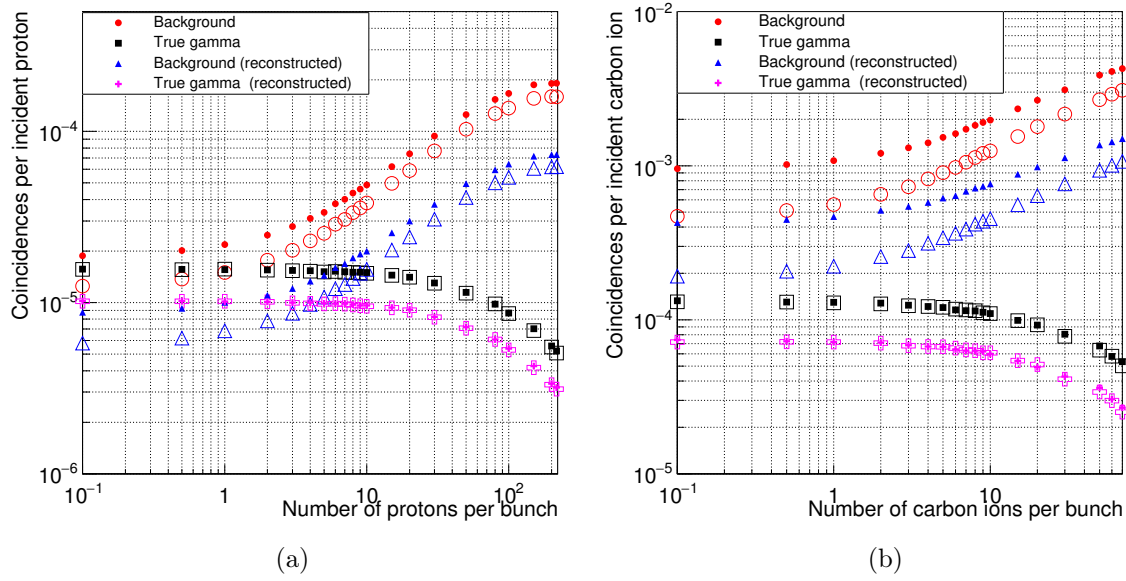 Background
True gamma
Background (reconstructed)
True gamma (reconstructed)
Coincidences per incident proton
10⁻⁴
10⁻⁵
10⁻⁶
10⁻¹ 1 10 10²
Number of protons per bunch
(a)
Background
True gamma
Background (reconstructed)
True gamma (reconstructed)
Coincidences per incident carbon ion
10⁻²
10⁻³
10⁻⁴
10⁻⁵
10⁻¹ 1 10
Number of carbon ions per bunch
(b)